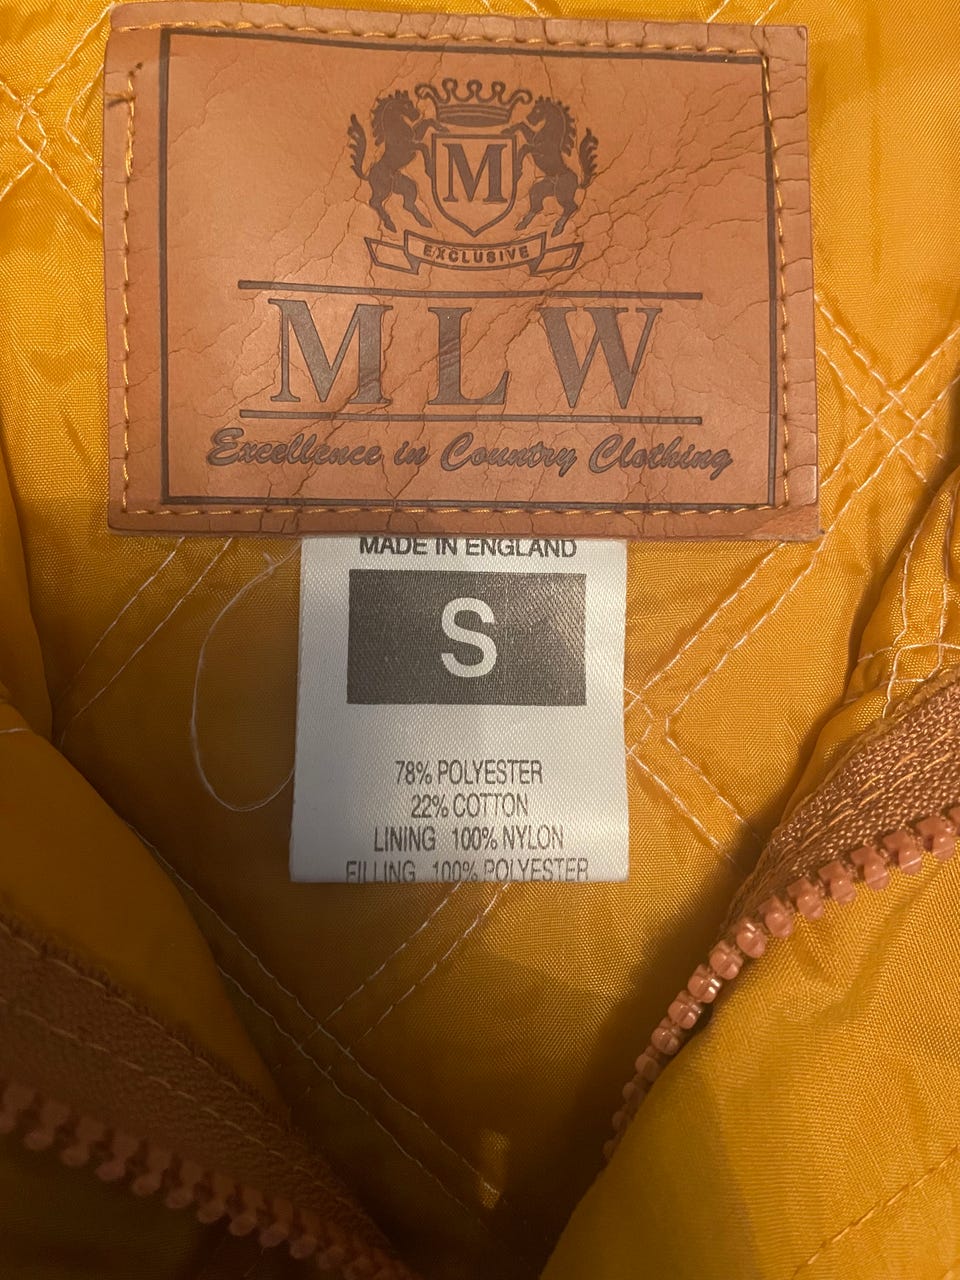 M
EXCLUSIVE
MLW
Excellence in Country Clothing
MADE IN ENGLAND
S
78% POLYESTER
22% COTTON
LINING 100% NYLON
FILLING 100% POLYESTER